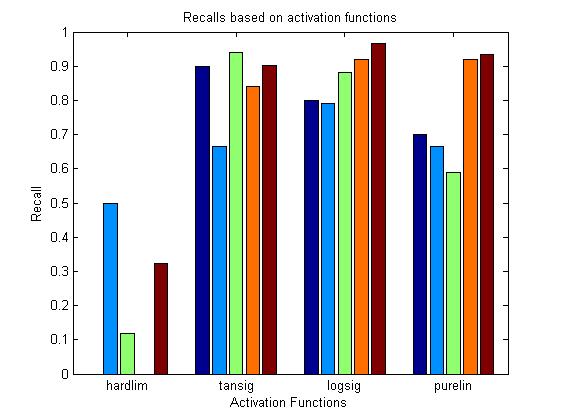 Recalls based on activation functions
1
0.9
0.8
0.7
0.6
0.5
0.4
0.3
0.2
0.1
0
Recall
hardlim tansig logsig purelin
Activation Functions